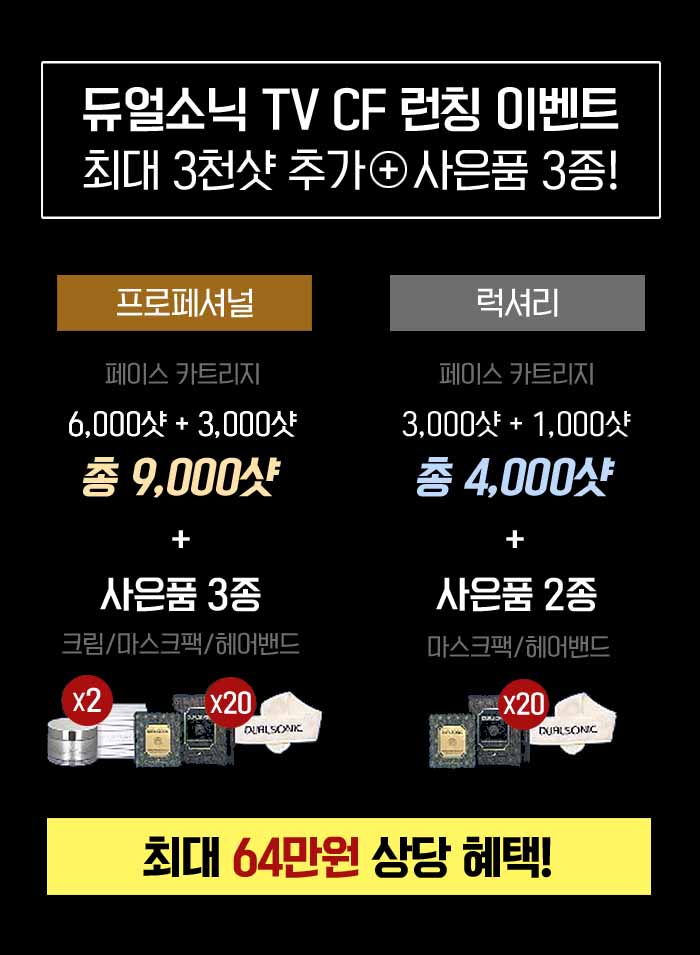 듀얼소닉 TV CF 런칭 이벤트
최대 3천샷 추가⊕사은품 3종!
프로페셔널
페이스 카트리지
6,000샷 + 3,000샷
총 9,000샷
+
사은품 3종
크림/마스크팩/헤어밴드
x2
x20
DUALSONIC
럭셔리
페이스 카트리지
3,000샷 + 1,000샷
총 4,000샷
+
사은품 2종
마스크팩/헤어밴드
x20
DUALSONIC
최대 64만원 상당 혜택!